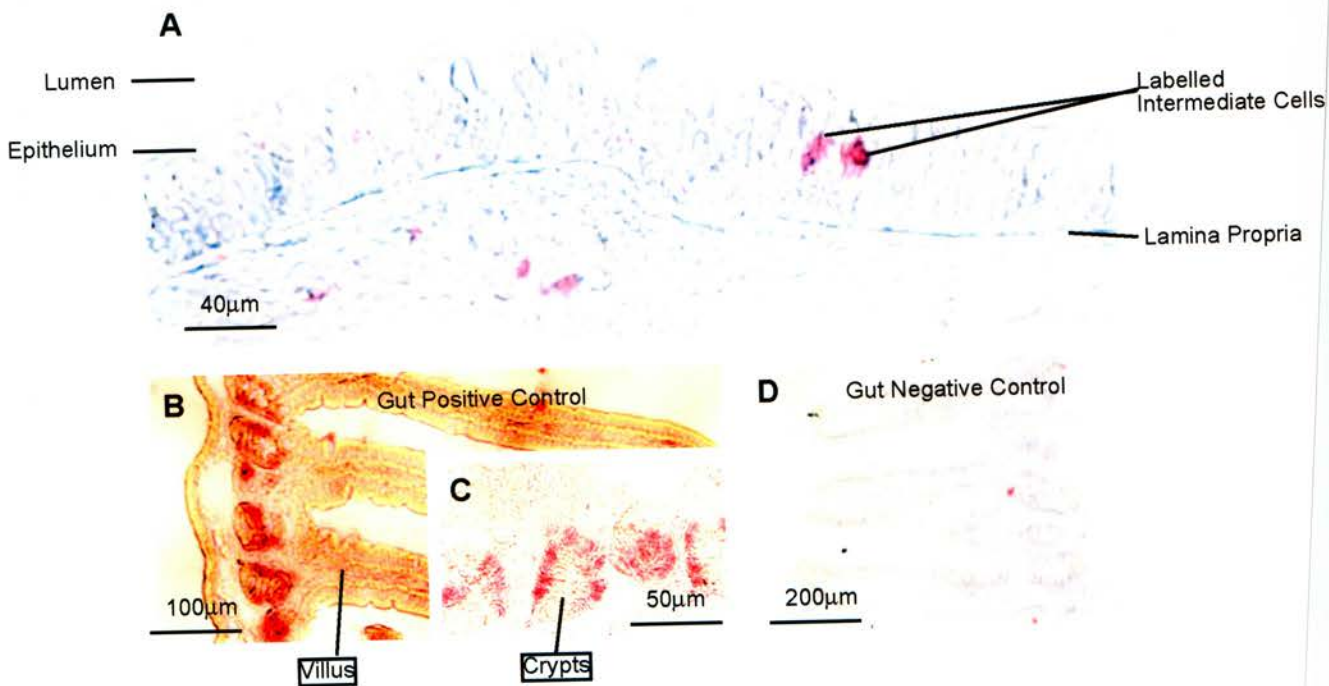 A
Lumen
Epithelium
Labelled
Intermediate Cells
Lamina Propria
40µm
B
Gut Positive Control
C
100µm
50µm
Villus
Crypts
D
Gut Negative Control
200µm